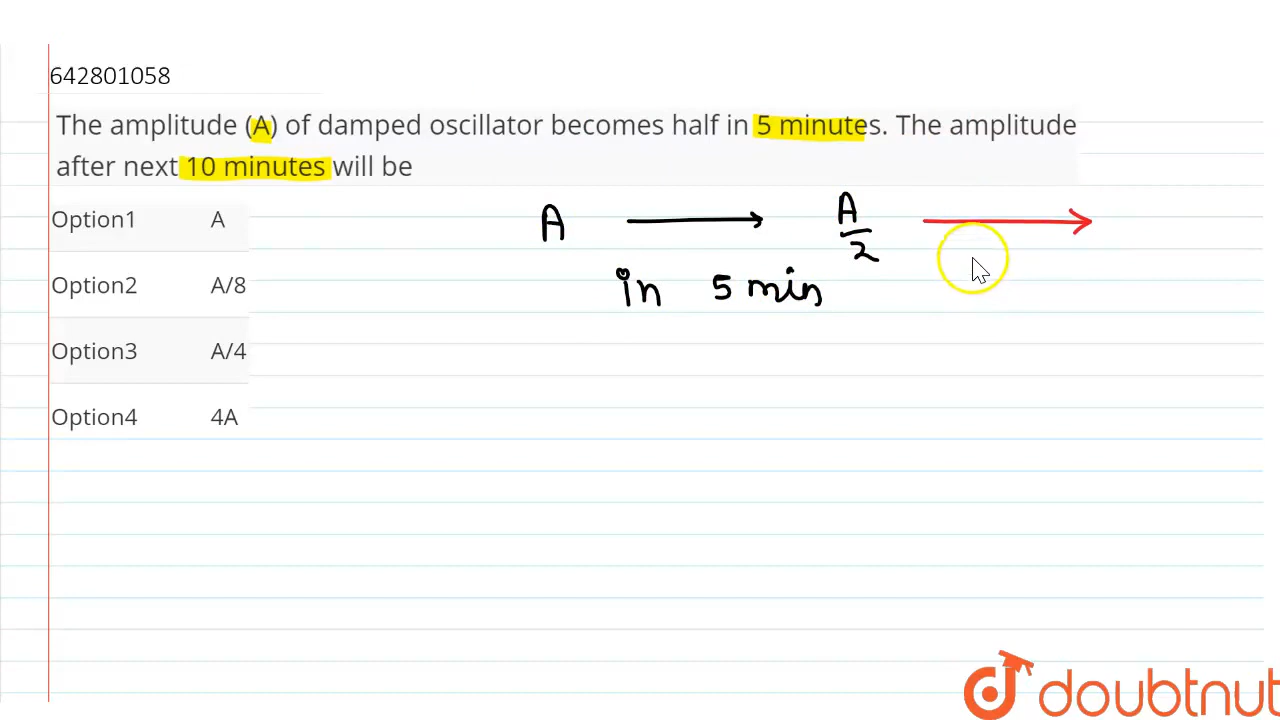 642801058
The amplitude (A) of damped oscillator becomes half in 5 minutes. The amplitude
after next 10 minutes will be
Option1 A
Option2 A/8
Option3 A/4
Option4 4A
A → A/2 →
in 5 min
doubtnut